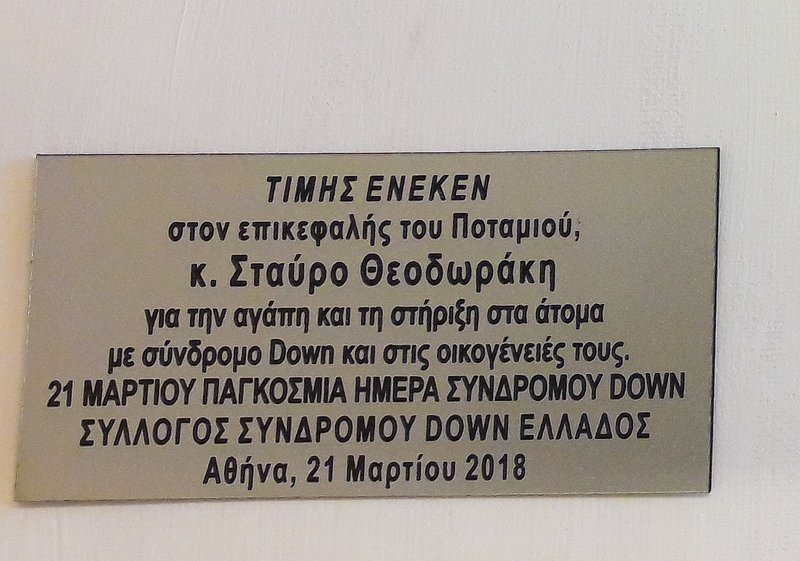 ΤΙΜΗΣ ΕΝΕΚΕΝ
στον επικεφαλής του Ποταμιού,
κ. Σταύρο Θεοδωράκη
για την αγάπη και τη στήριξη στα άτομα
με σύνδρομο Down και στις οικογένειές τους.
21 ΜΑΡΤΙΟΥ ΠΑΓΚΟΣΜΙΑ ΗΜΕΡΑ ΣΥΝΔΡΟΜΟΥ DOWN
ΣΥΛΛΟΓΟΣ ΣΥΝΔΡΟΜΟΥ DOWN ΕΛΛΑΔΟΣ
Αθήνα, 21 Μαρτίου 2018